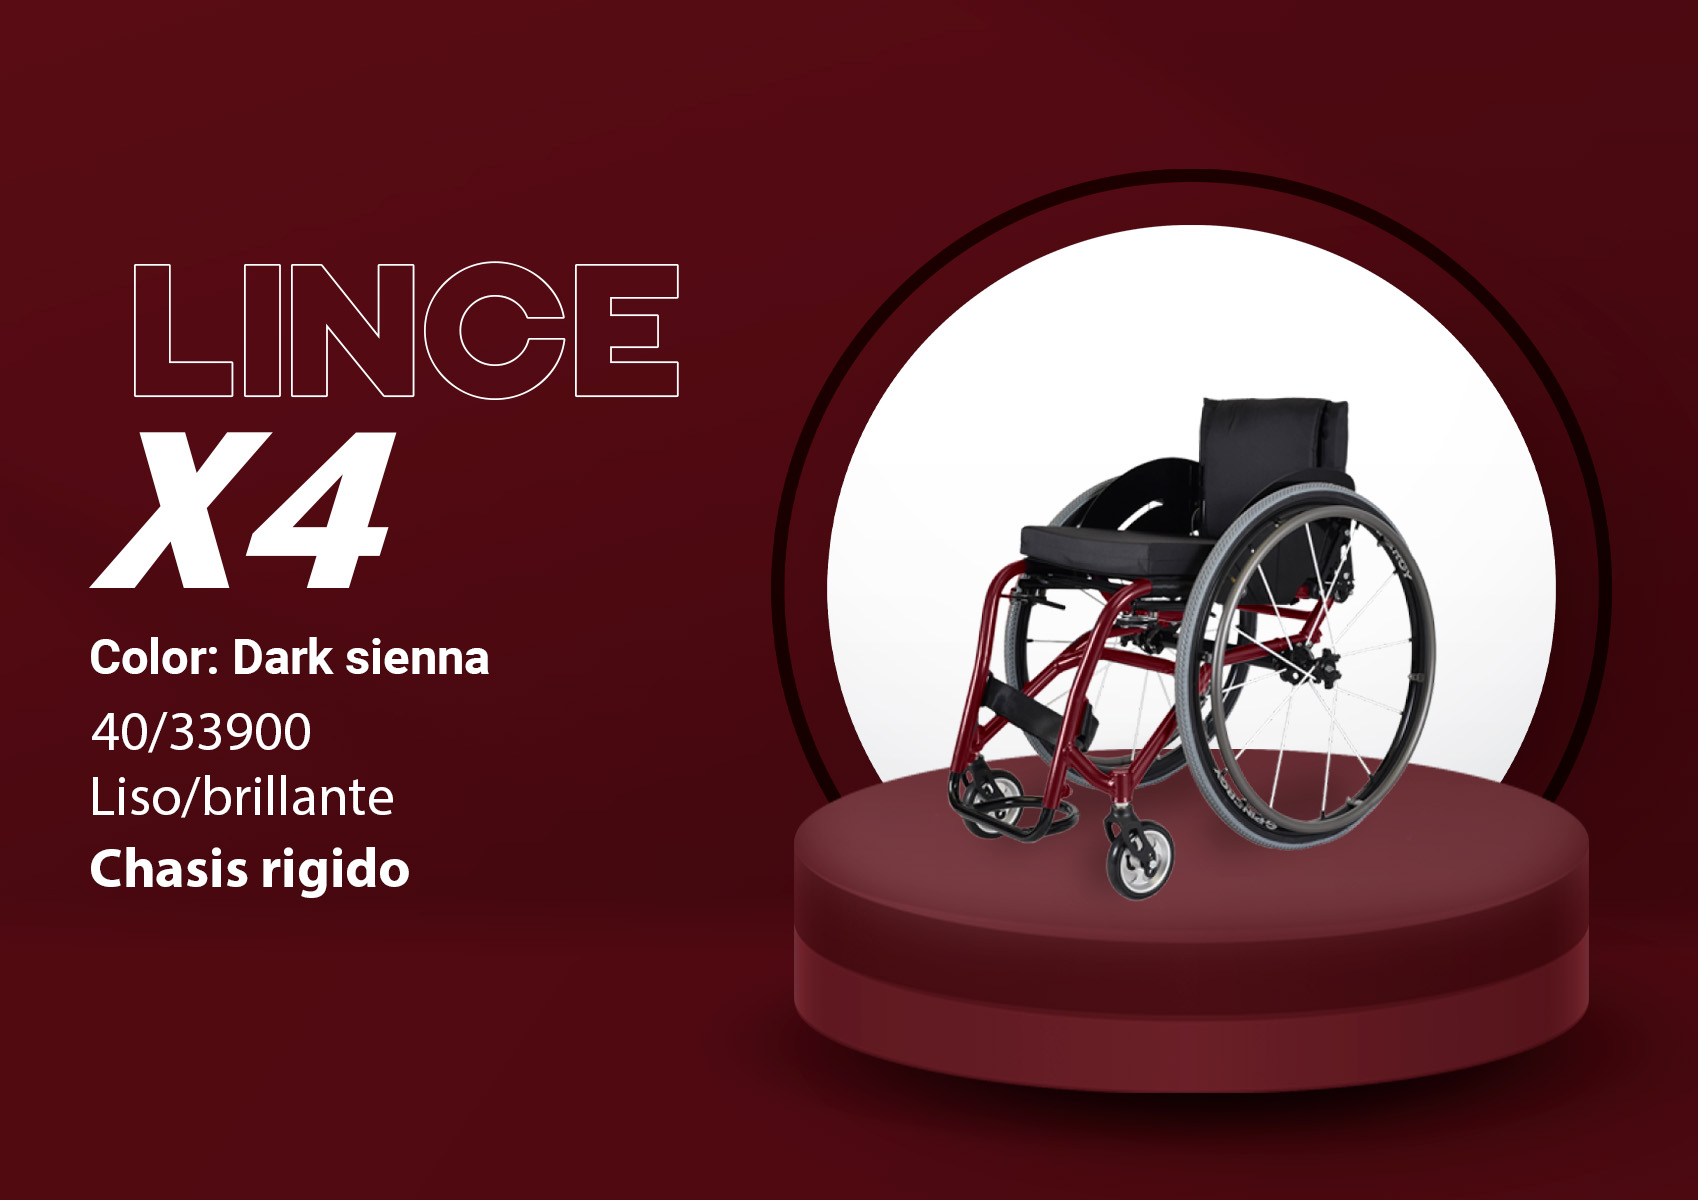 LINCE
X4
Color: Dark sienna
40/33900
Liso/brillante
Chasis rigido